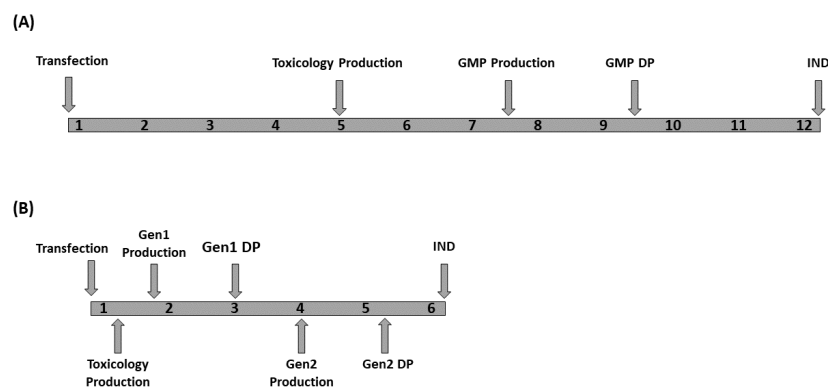 (A)
Transfection
Toxicology Production
GMP Production
GMP DP
IND
1 2 3 4 5 6 7 8 9 10 11 12
(B)
Transfection
Gen1
Production
Gen1 DP
IND
1 2 3 4 5 6
Toxicology
Production
Gen2
Production
Gen2 DP